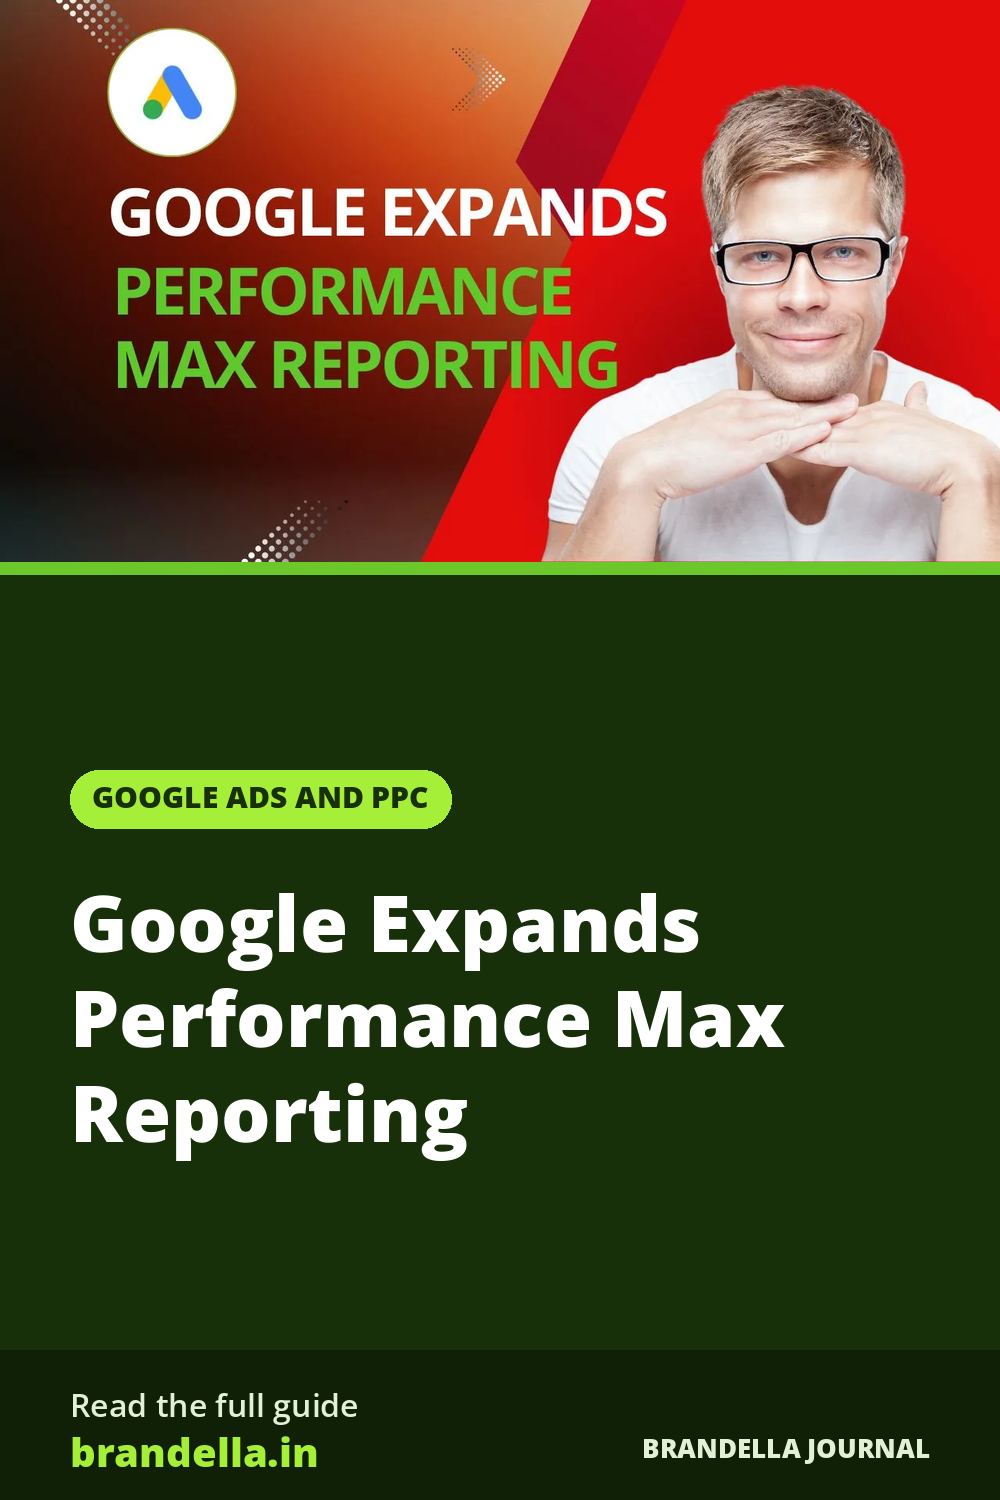 GOOGLE EXPANDS
PERFORMANCE
MAX REPORTING
GOOGLE ADS AND PPC
Google Expands
Performance Max
Reporting
Read the full guide
brandella.in
BRANDELLA JOURNAL